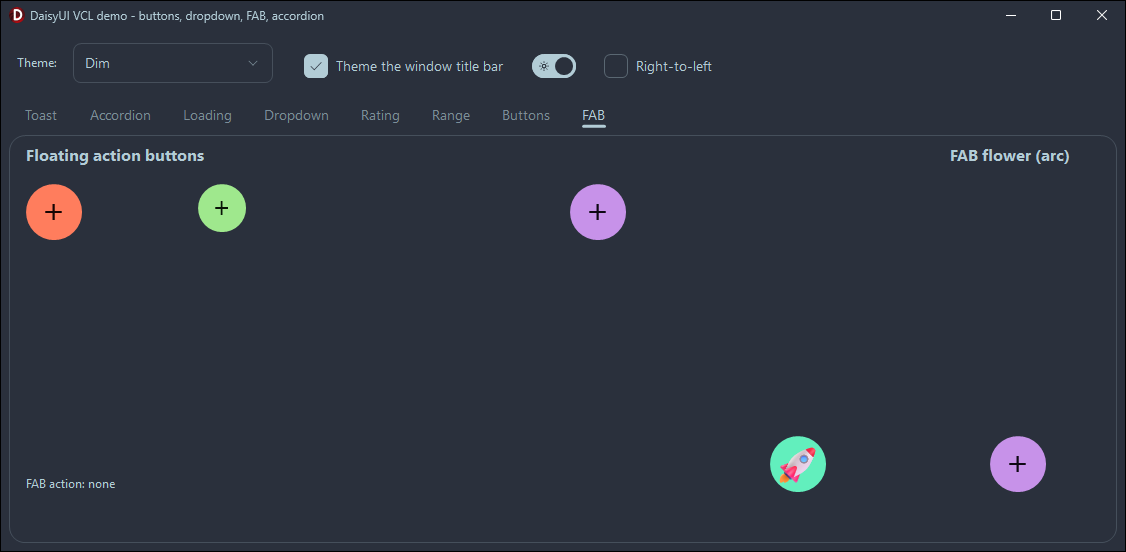 DaisyUI VCL demo - buttons, dropdown, FAB, accordion
Theme: Dim Theme the window title bar Right-to-left
Toast Accordion Loading Dropdown Rating Range Buttons FAB
Floating action buttons FAB flower (arc)
+ + +
+
FAB action: none